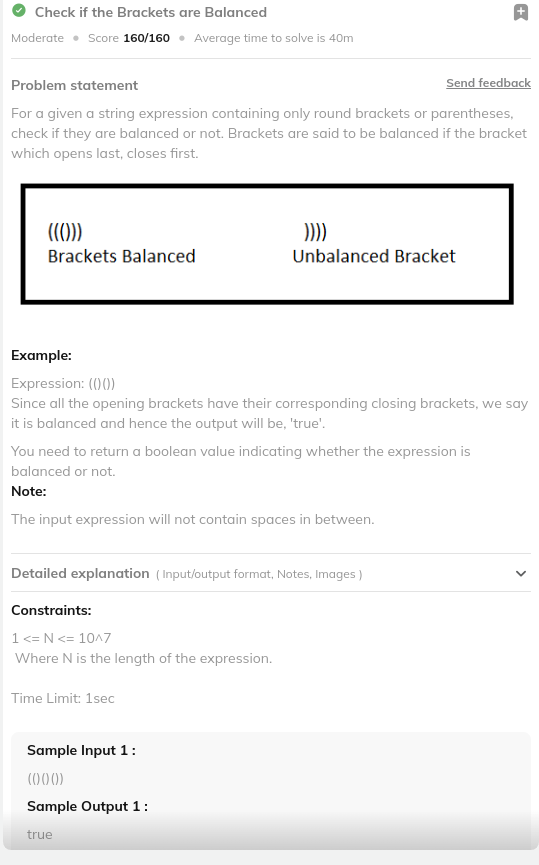 Check if the Brackets are Balanced
Moderate • Score 160/160 • Average time to solve is 40m
Problem statement
Send feedback
For a given a string expression containing only round brackets or parentheses,
check if they are balanced or not. Brackets are said to be balanced if the bracket
which opens last, closes first.
((()))
))))
Brackets Balanced
Unbalanced Bracket
Example:
Expression: (()())
Since all the opening brackets have their corresponding closing brackets, we say
it is balanced and hence the output will be, 'true'.
You need to return a boolean value indicating whether the expression is
balanced or not.
Note:
The input expression will not contain spaces in between.
Detailed explanation ( Input/output format, Notes, Images )
Constraints:
1 <= N <= 10^7
Where N is the length of the expression.
Time Limit: 1sec
Sample Input 1 :
(()()())
Sample Output 1 :
true